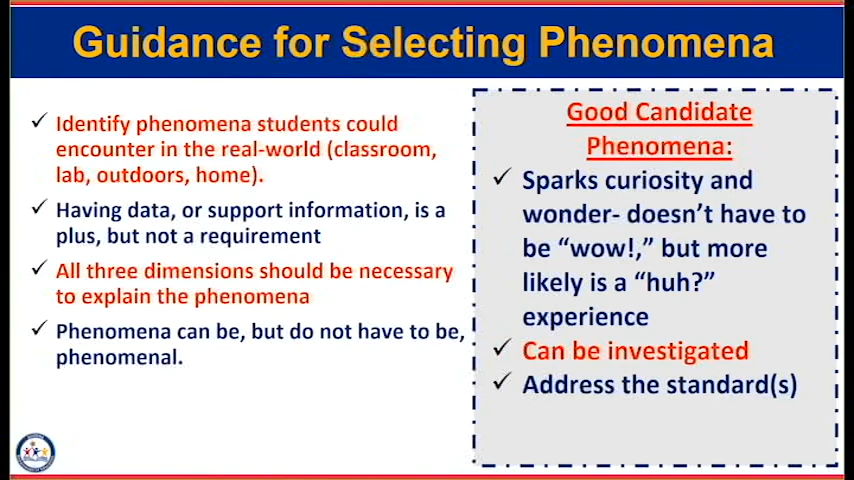 Guidance for Selecting Phenomena
✓ Identify phenomena students could
encounter in the real-world (classroom,
lab, outdoors, home).
✓ Having data, or support information, is a
plus, but not a requirement
✓ All three dimensions should be necessary
to explain the phenomena
✓ Phenomena can be, but do not have to be,
phenomenal.
Good Candidate
Phenomena:
✓ Sparks curiosity and
wonder- doesn’t have to
be “wow!,” but more
likely is a “huh?”
experience
✓ Can be investigated
✓ Address the standard(s)